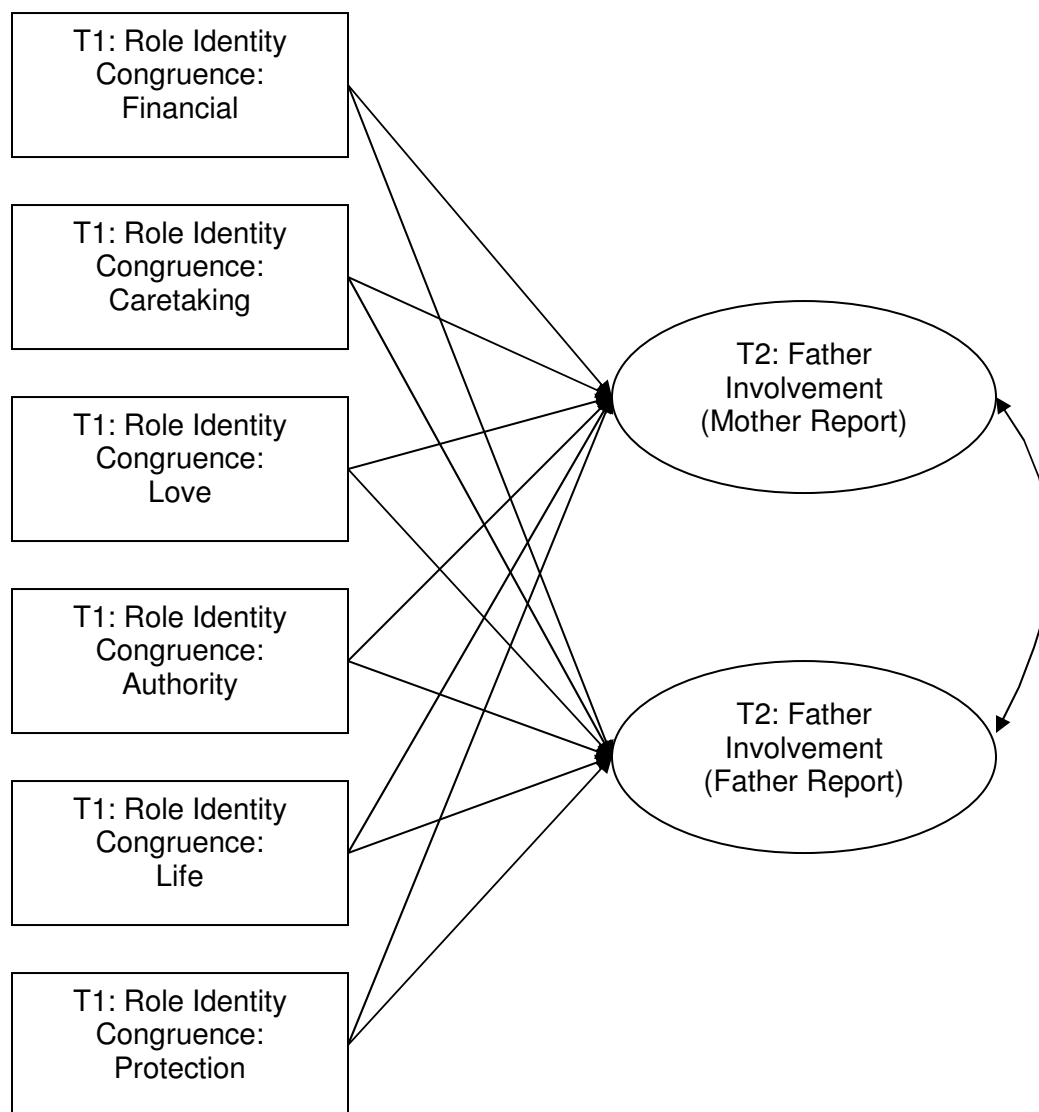 T1: Role Identity
Congruence:
Financial
T1: Role Identity
Congruence:
Caretaking
T1: Role Identity
Congruence:
Love
T1: Role Identity
Congruence:
Authority
T1: Role Identity
Congruence:
Life
T1: Role Identity
Congruence:
Protection
T2: Father
Involvement
(Mother Report)
T2: Father
Involvement
(Father Report)